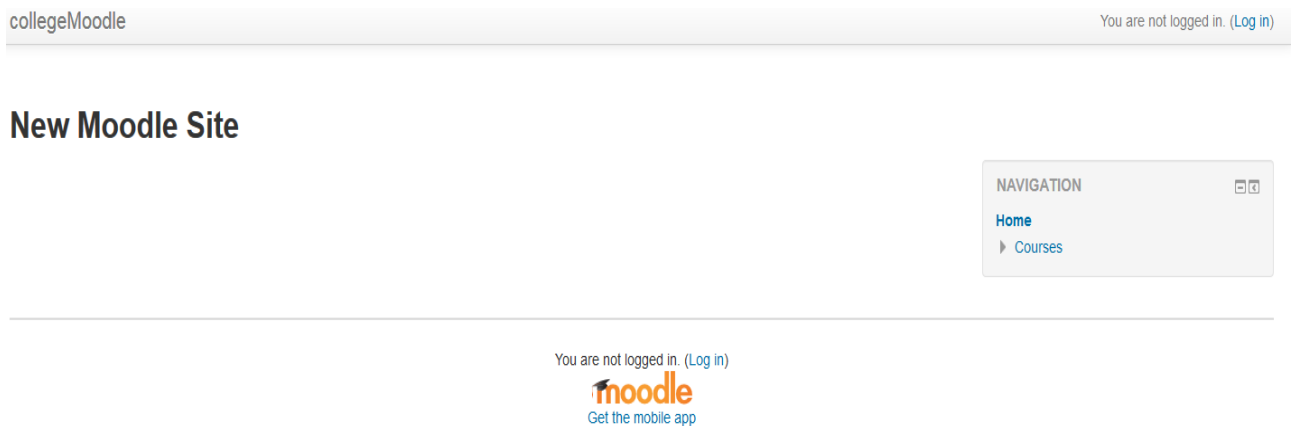 collegeMoodle
You are not logged in. (Log in)
New Moodle Site
NAVIGATION
Home
Courses
You are not logged in. (Log in)
moodle
Get the mobile app